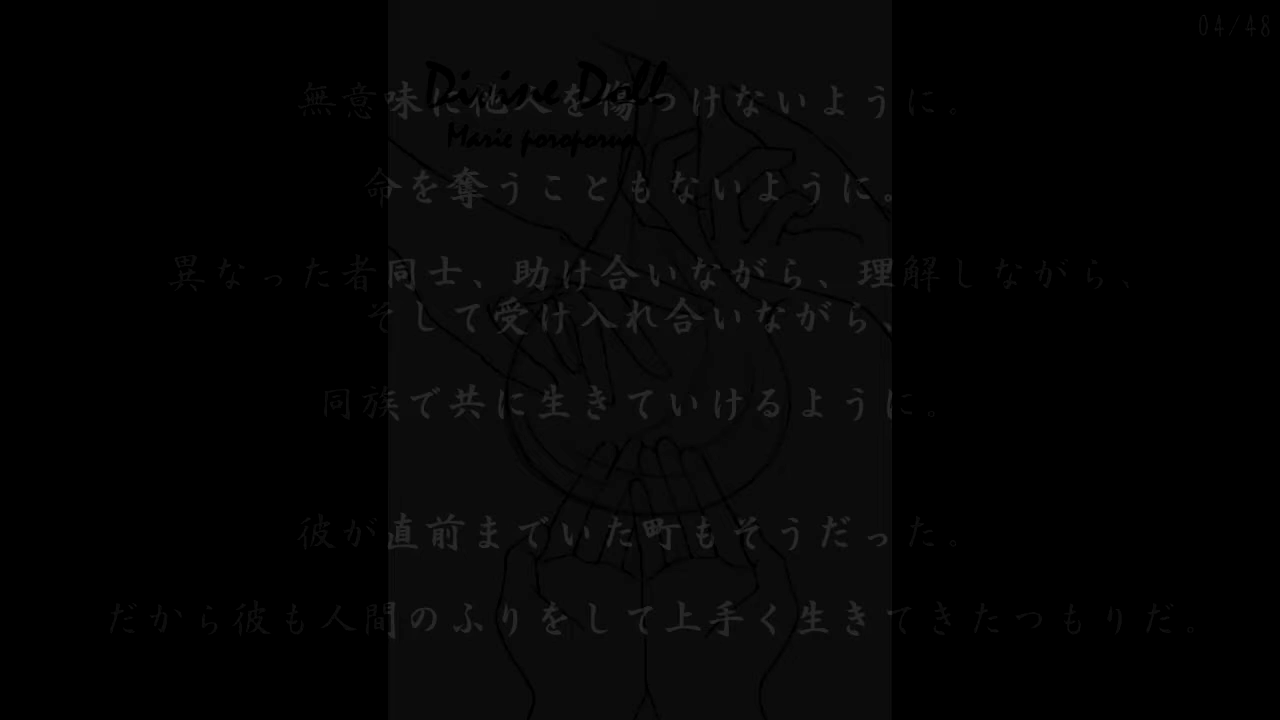 04/48
Divine Doll
Marie poroporun
無意味に他人を傷つけないように。
命を奪うこともないように。
異なった者同士、助け合いながら、理解しながら、
そして受け入れ合いながら、
同族で共に生きていけるように。
彼が直前までいた町もそうだった。
だから彼も人間のふりをして上手く生きてきたつもりだ。